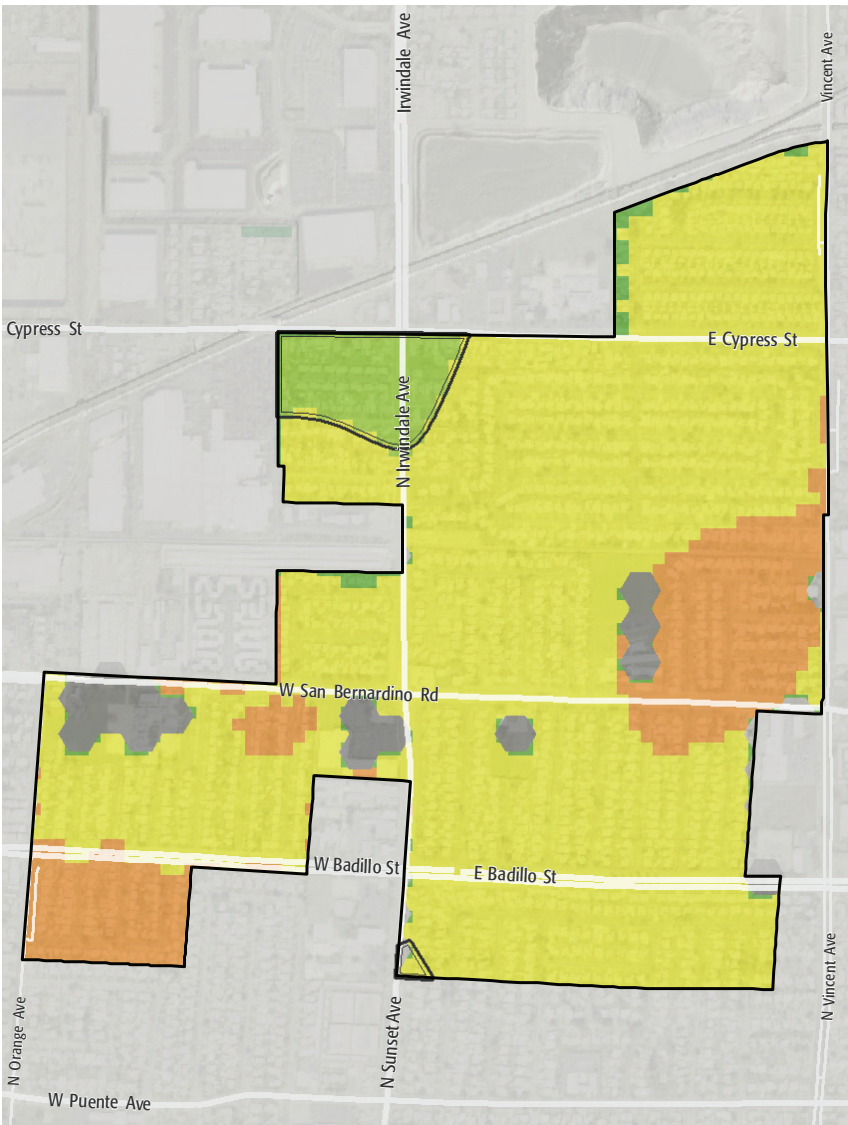 Irwindale Ave
Vincent Ave
Cypress St
E Cypress St
N Irwindale Ave
W San Bernardino Rd
W Badillo St
E Badillo St
N Vincent Ave
N Orange Ave
N Sunset Ave
W Puente Ave